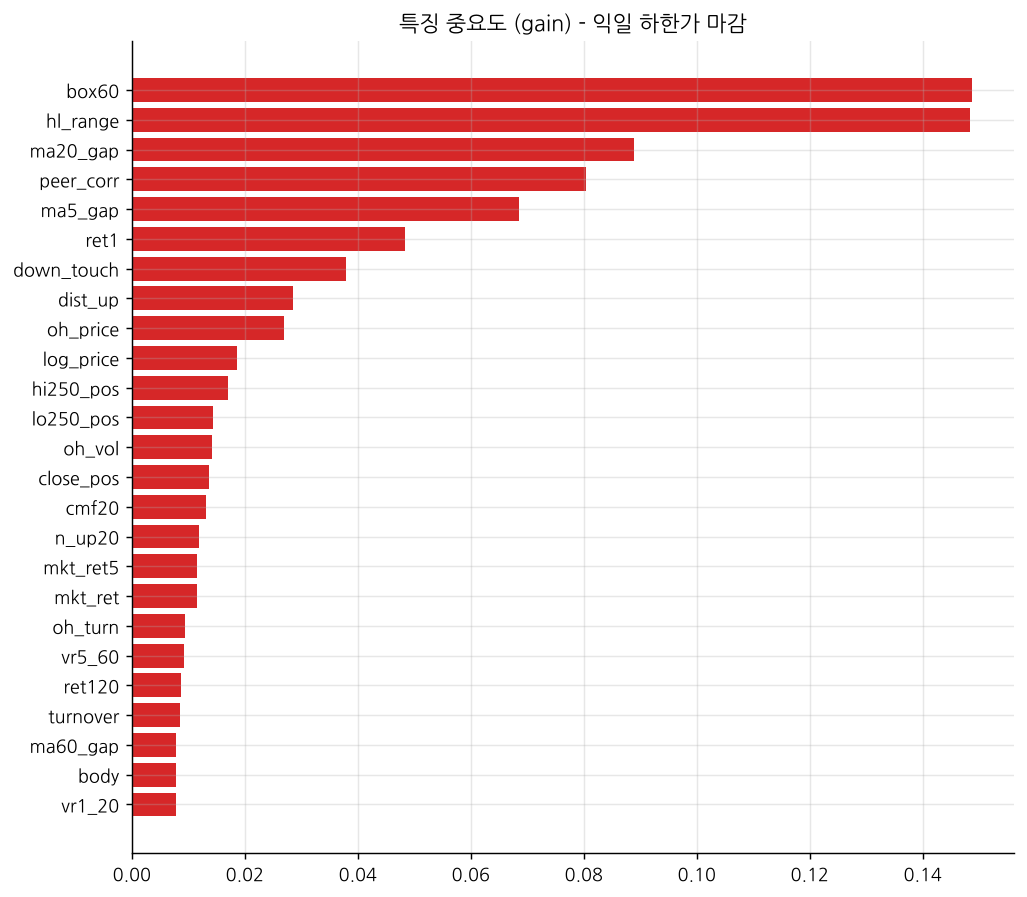 특징 중요도 (gain) - 익일 하한가 마감
box60
hl_range
ma20_gap
peer_corr
ma5_gap
ret1
down_touch
dist_up
oh_price
log_price
hi250_pos
lo250_pos
oh_vol
close_pos
cmf20
n_up20
mkt_ret5
mkt_ret
oh_turn
vr5_60
ret120
turnover
ma60_gap
body
vr1_20
0.00 0.02 0.04 0.06 0.08 0.10 0.12 0.14